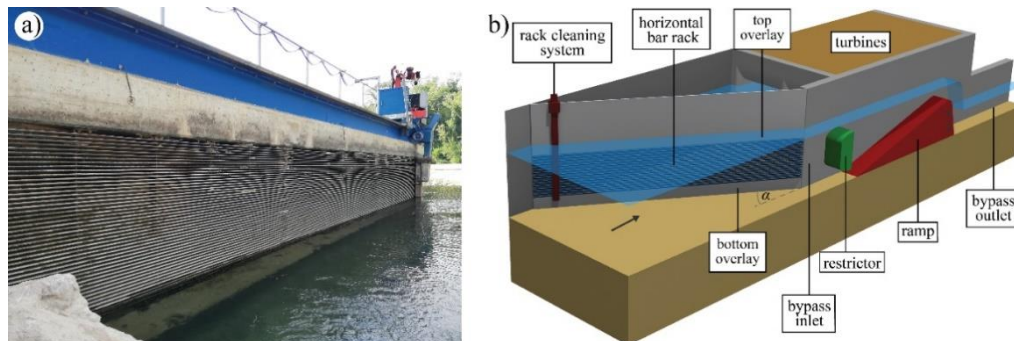 a)
b)
rack cleaning
system
horizontal
bar rack
top
overlay
turbines
α
bottom
overlay
bypass
inlet
restrictor
ramp
bypass
outlet